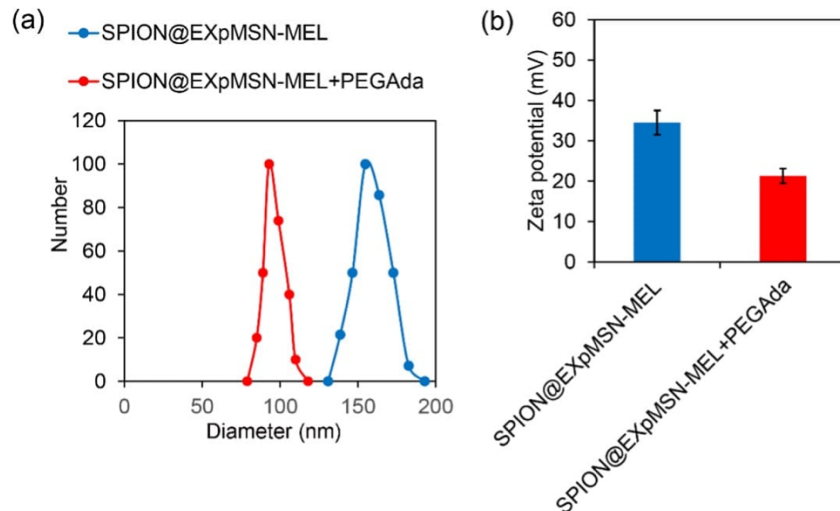 (a)
SPION@EXpMSN-MEL
SPION@EXpMSN-MEL+PEGAda
120
100
80
60
40
20
0
Number
0 50 100 150 200
Diameter (nm)
(b)
60
50
40
30
20
10
0
Zeta potential (mV)
SPION@EXpMSN-MEL
SPION@EXpMSN-MEL+PEGAda